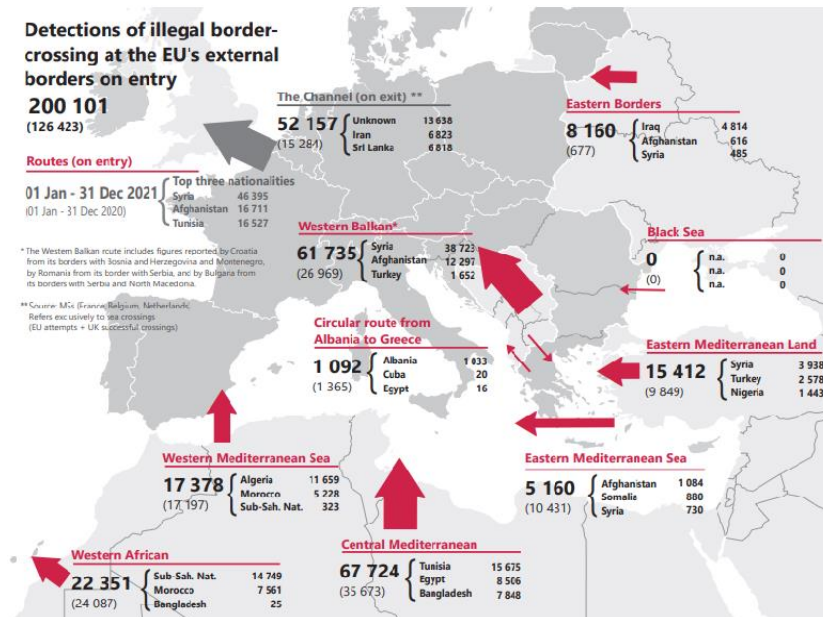 Detections of illegal border-
crossing at the EU's external
borders on entry
200 101
(126 423)
Routes (on entry)
01 Jan - 31 Dec 2021
(01 Jan - 31 Dec 2020)
Top three nationalities
Syria 46 395
Afghanistan 16 711
Tunisia 16 527
* The Western Balkan route includes figures reported by Croatia
from its borders with Bosnia and Herzegovina and Montenegro,
by Romania from its border with Serbia, and by Bulgara from
its borders with Serbia and North Macedonia.
** Source: MSs (France, Belgium, Netherlands)
Refers exclusively to sea crossings
(EU attempts + UK successful crossings)
The Channel (on exit) **
52 157
(15 284)
Unknown 13 638
Iran 6 823
Sri Lanka 6 818
Eastern Borders
8 160
(677)
Iraq 4 814
Afghanistan 616
Syria 485
Western Balkan*
61 735
(26 969)
Syria 38 723
Afghanistan 12 297
Turkey 1 652
Black Sea
0
(0)
n.a. 0
n.a. 0
n.a. 0
Circular route from
Albania to Greece
1 092
(1 365)
Albania 1 033
Cuba 20
Egypt 16
Eastern Mediterranean Land
15 412
(9 849)
Syria 3 938
Turkey 2 578
Nigeria 1 443
Western Mediterranean Sea
17 378
(17 197)
Algeria 11 659
Morocco 5 228
Sub-Sah. Nat. 323
Eastern Mediterranean Sea
5 160
(10 431)
Afghanistan 1 084
Somalia 880
Syria 730
Western African
22 351
(24 087)
Sub-Sah. Nat. 14 749
Morocco 7 561
Bangladesh 25
Central Mediterranean
67 724
(35 673)
Tunisia 15 675
Egypt 8 506
Bangladesh 7 848